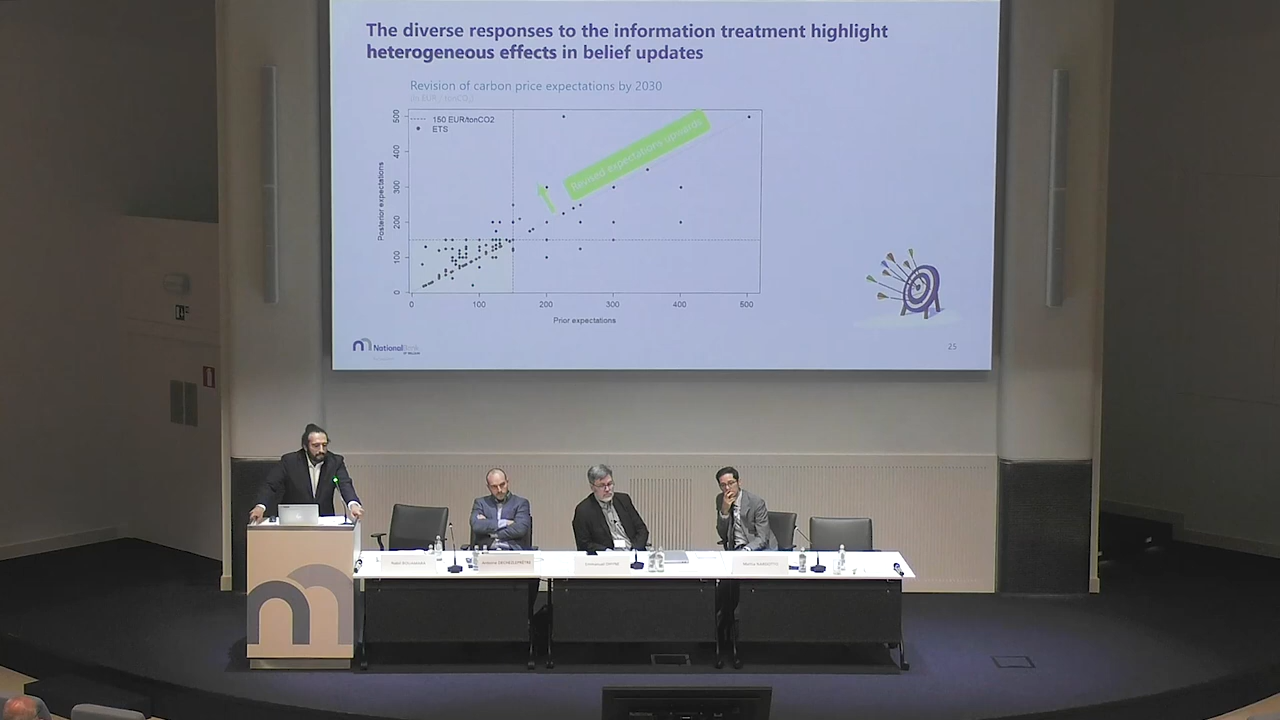 The diverse responses to the information treatment highlight
heterogeneous effects in belief updates
Revision of carbon price expectations by 2030
500
400
300
200
100
0
Posterior expectations
150 EUR/tonCO2
ETS
Revised expectations upwards
0 100 200 300 400 500
Prior expectations
National
25